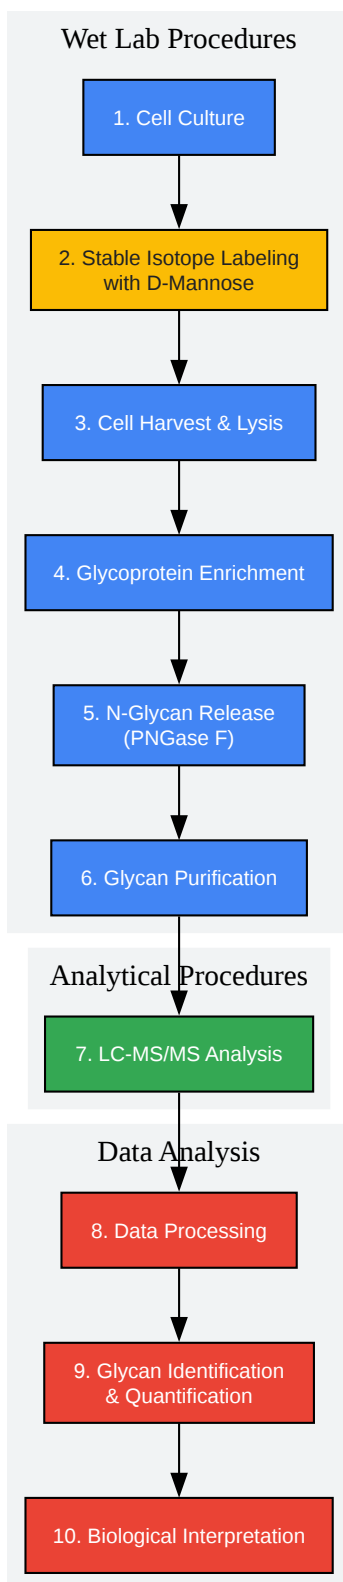 Wet Lab Procedures
1. Cell Culture
2. Stable Isotope Labeling
with D-Mannose
3. Cell Harvest & Lysis
4. Glycoprotein Enrichment
5. N-Glycan Release
(PNGase F)
6. Glycan Purification
Analytical Procedures
7. LC-MS/MS Analysis
Data Analysis
8. Data Processing
9. Glycan Identification
& Quantification
10. Biological Interpretation